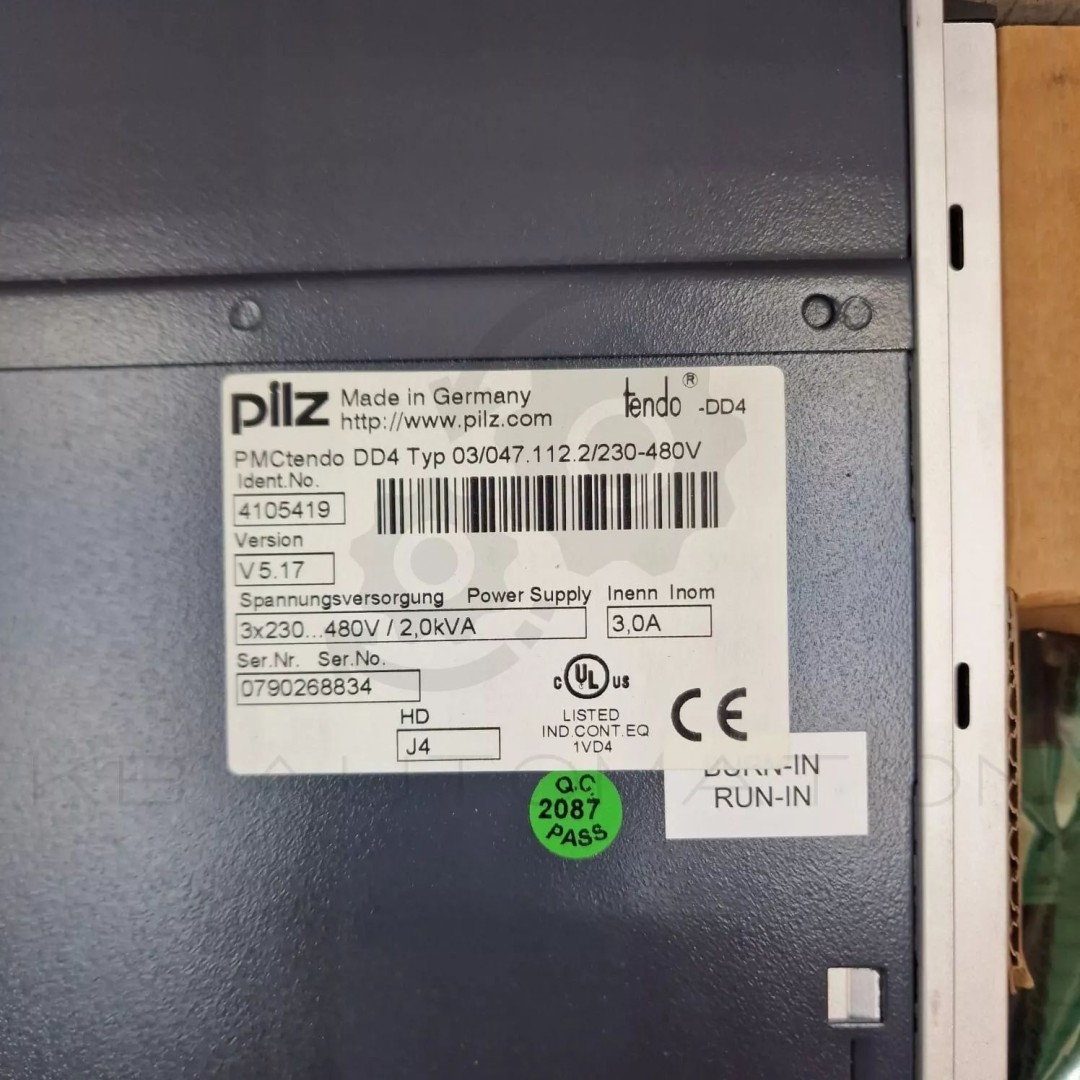 pilz Made in Germany
http://www.pilz.com
tendo® -DD4
PMCtendo DD4 Typ 03/047.112.2/230-480V
Ident.No.
4105419
Version
V 5.17
Spannungsversorgung Power Supply Inenn Inom
3x230...480V / 2,0kVA 3,0A
Ser.Nr. Ser.No.
0790268834
HD
J4
c UL us
LISTED
IND.CONT.EQ
1VD4
CE
BURN-IN
RUN-IN
Q.C.
2087
PASS
KB AUTOMATION